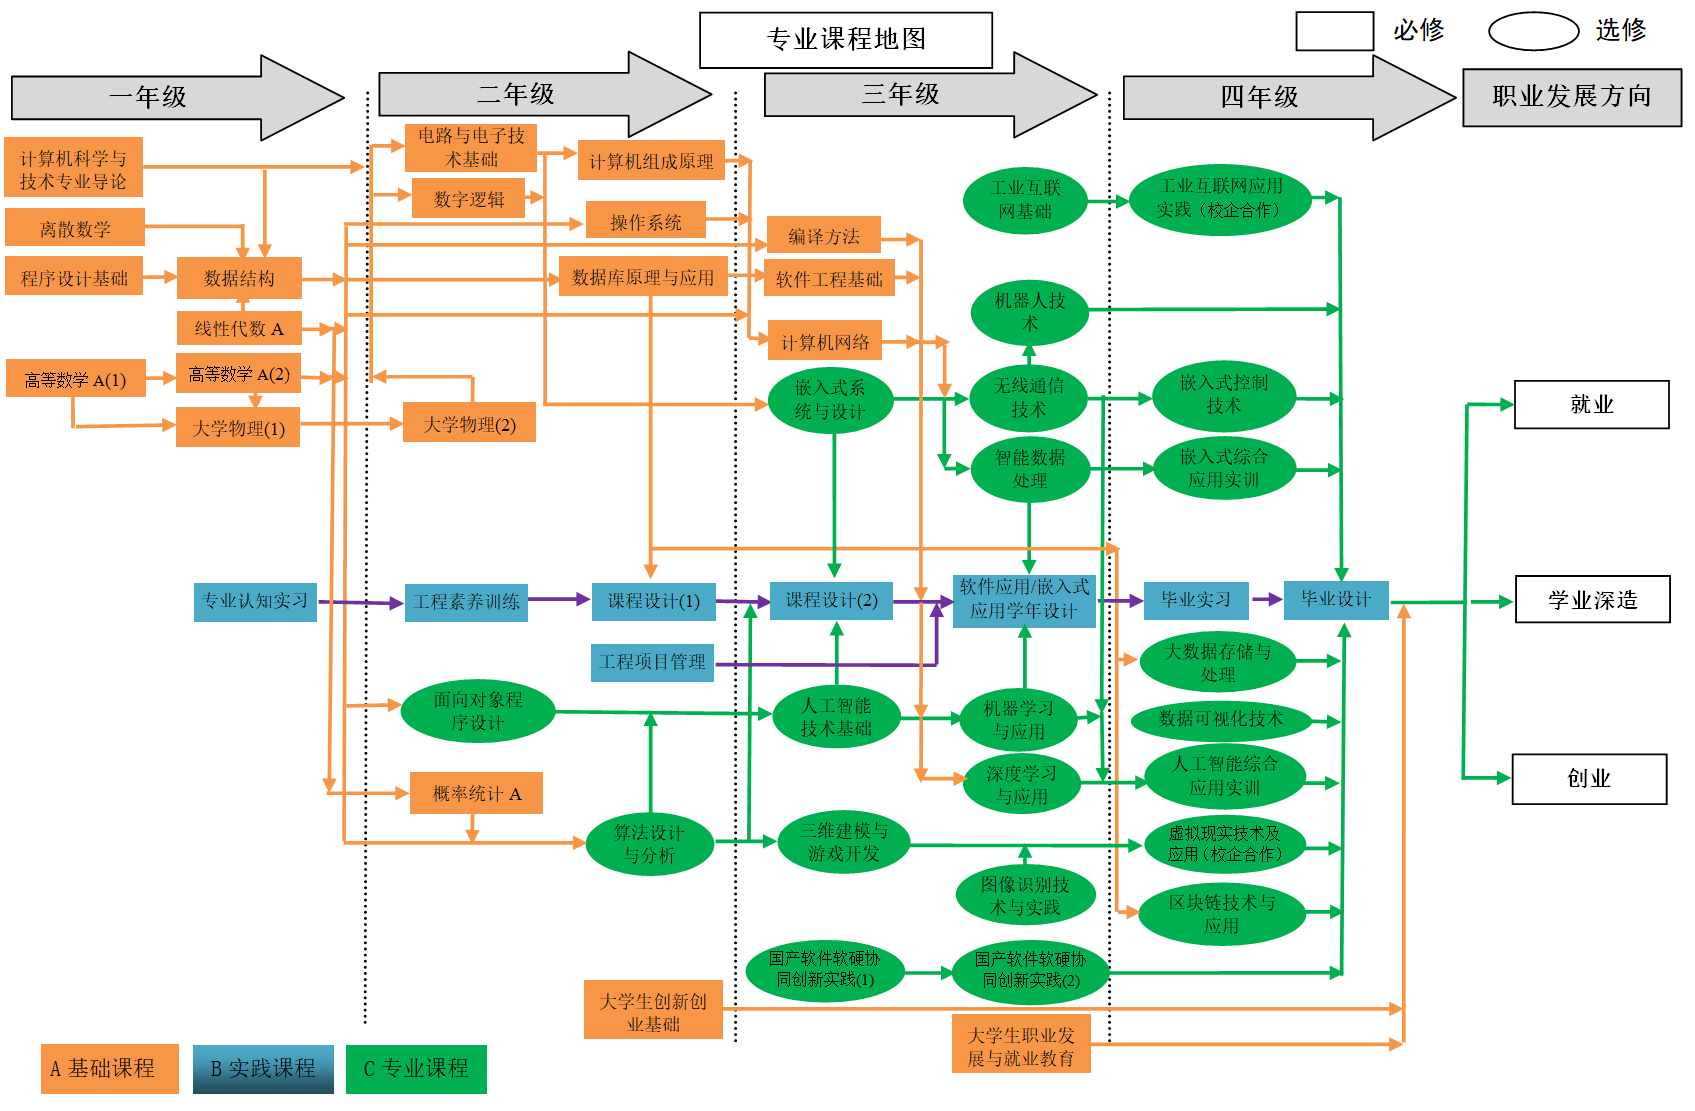 专业课程地图
必修
选修
一年级
二年级
三年级
四年级
职业发展方向
计算机科学与
技术专业导论
离散数学
程序设计基础
数据结构
线性代数 A
高等数学 A(1)
高等数学 A(2)
大学物理(1)
专业认知实习
电路与电子技
术基础
数字逻辑
计算机组成原理
操作系统
数据库原理与应用
大学物理(2)
工程素养训练
课程设计(1)
工程项目管理
面向对象程
序设计
概率统计 A
算法设计
与分析
大学生创新创
业基础
编译方法
软件工程基础
计算机网络
嵌入式系
统与设计
课程设计(2)
人工智能
技术基础
三维建模与
游戏开发
国产软件软硬协
同创新实践(1)
工业互联
网基础
机器人技
术
无线通信
技术
智能数据
处理
软件应用/嵌入式
应用学年设计
机器学习
与应用
深度学习
与应用
图像识别技
术与实践
国产软件软硬协
同创新实践(2)
大学生职业发
展与就业教育
工业互联网应用
实践（校企合作）
嵌入式控制
技术
嵌入式综合
应用实训
毕业实习
毕业设计
大数据存储与
处理
数据可视化技术
人工智能综合
应用实训
虚拟现实技术及
应用（校企合作）
区块链技术与
应用
就业
学业深造
创业
A 基础课程
B 实践课程
C 专业课程